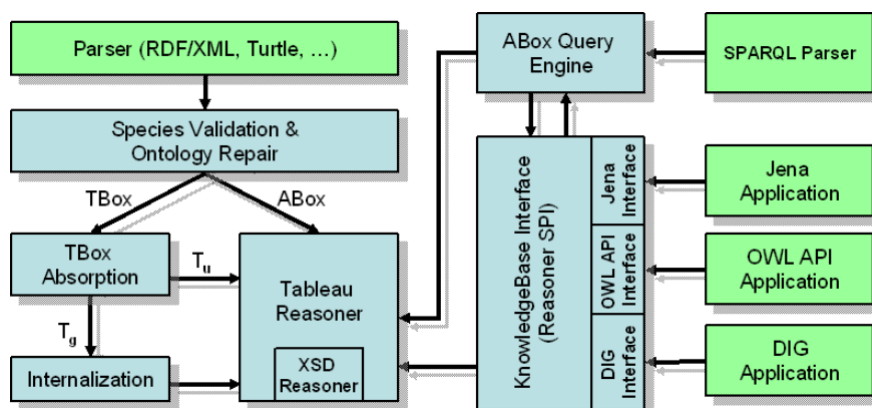 Parser (RDF/XML, Turtle, ...)
Species Validation &
Ontology Repair
TBox
ABox
TBox
Absorption
T_u
T_g
Internalization
Tableau
Reasoner
XSD
Reasoner
ABox Query
Engine
KnowledgeBase Interface
(Reasoner SPI)
Jena
Interface
OWL API
Interface
DIG
Interface
SPARQL Parser
Jena
Application
OWL API
Application
DIG
Application